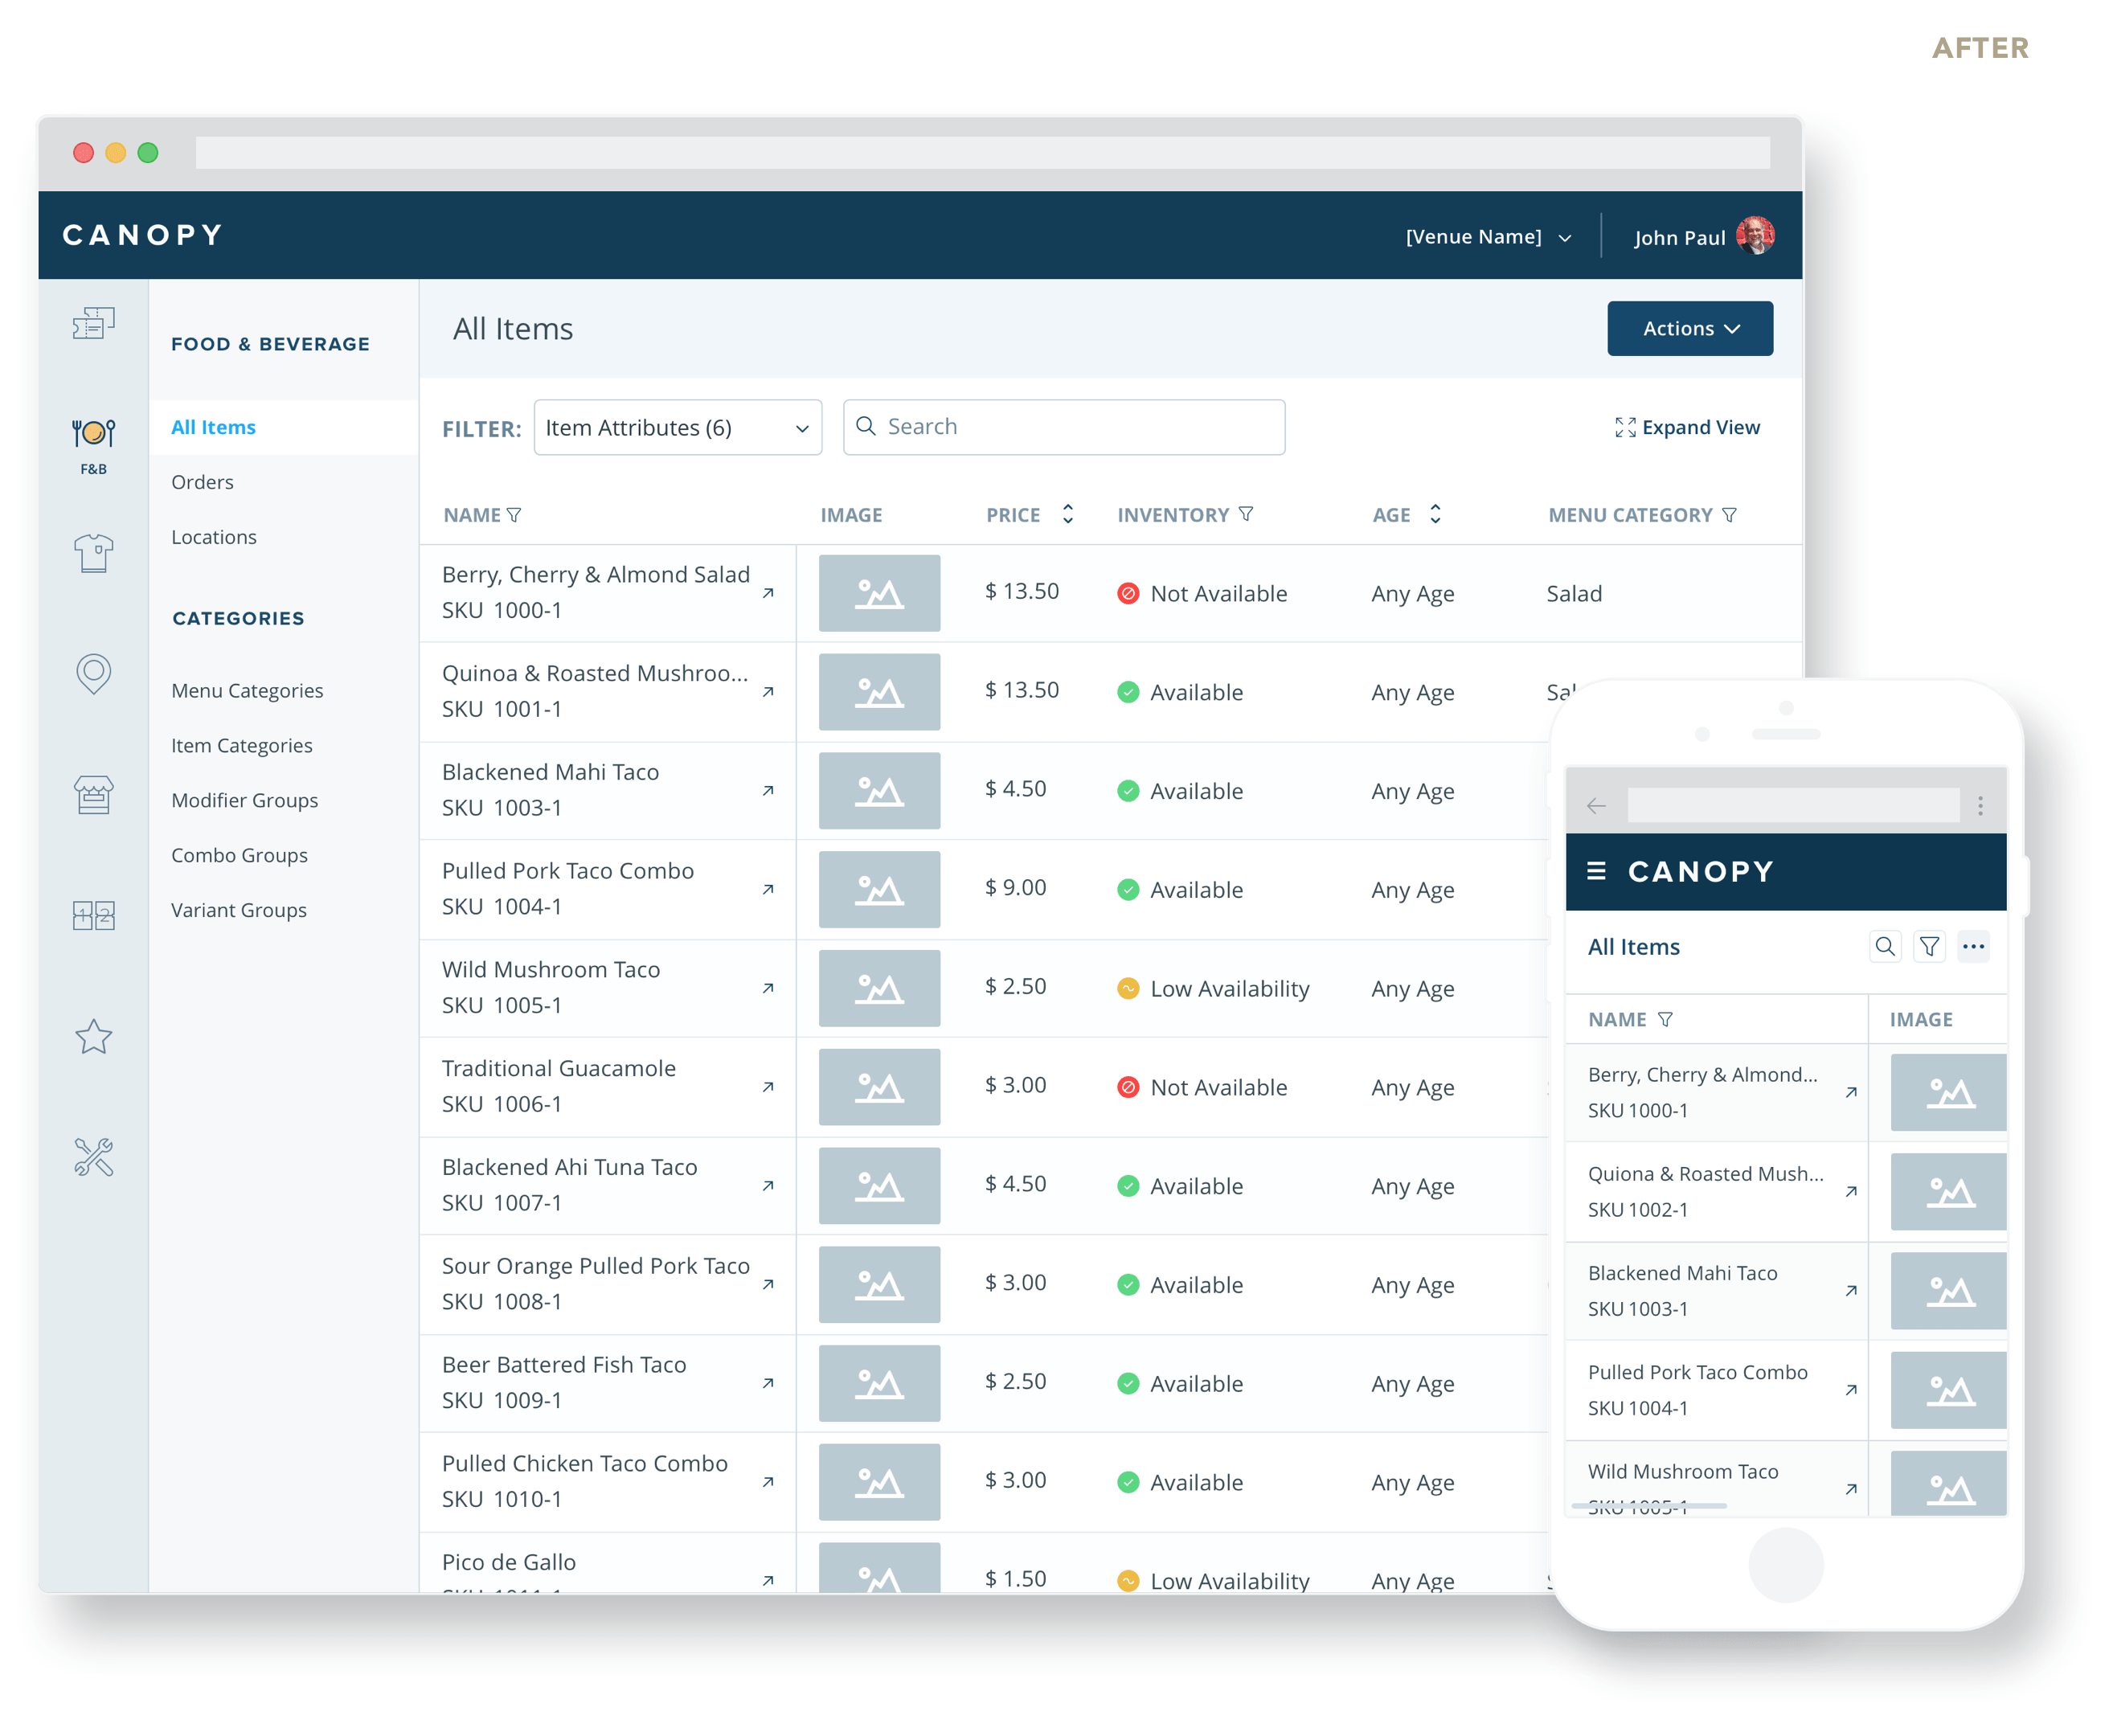 AFTER
CANOPY
[Venue Name]
John Paul
FOOD & BEVERAGE
All Items
Orders
Locations
CATEGORIES
Menu Categories
Item Categories
Modifier Groups
Combo Groups
Variant Groups
F&B
1 2
All Items
Actions
FILTER: Item Attributes (6) Search Expand View
NAME IMAGE PRICE INVENTORY AGE MENU CATEGORY
Berry, Cherry & Almond Salad
SKU 1000-1
$ 13.50 Not Available Any Age Salad
Quinoa & Roasted Mushroo...
SKU 1001-1
$ 13.50 Available Any Age
Blackened Mahi Taco
SKU 1003-1
$ 4.50 Available Any Age
Pulled Pork Taco Combo
SKU 1004-1
$ 9.00 Available Any Age
Wild Mushroom Taco
SKU 1005-1
$ 2.50 Low Availability Any Age
Traditional Guacamole
SKU 1006-1
$ 3.00 Not Available Any Age
Blackened Ahi Tuna Taco
SKU 1007-1
$ 4.50 Available Any Age
Sour Orange Pulled Pork Taco
SKU 1008-1
$ 3.00 Available Any Age
Beer Battered Fish Taco
SKU 1009-1
$ 2.50 Available Any Age
Pulled Chicken Taco Combo
SKU 1010-1
$ 3.00 Available Any Age
Pico de Gallo
$ 1.50 Low Availability Any Age
CANOPY
All Items
NAME IMAGE
Berry, Cherry & Almond...
SKU 1000-1
Quiona & Roasted Mush...
SKU 1002-1
Blackened Mahi Taco
SKU 1003-1
Pulled Pork Taco Combo
SKU 1004-1
Wild Mushroom Taco
SKU 1005-1